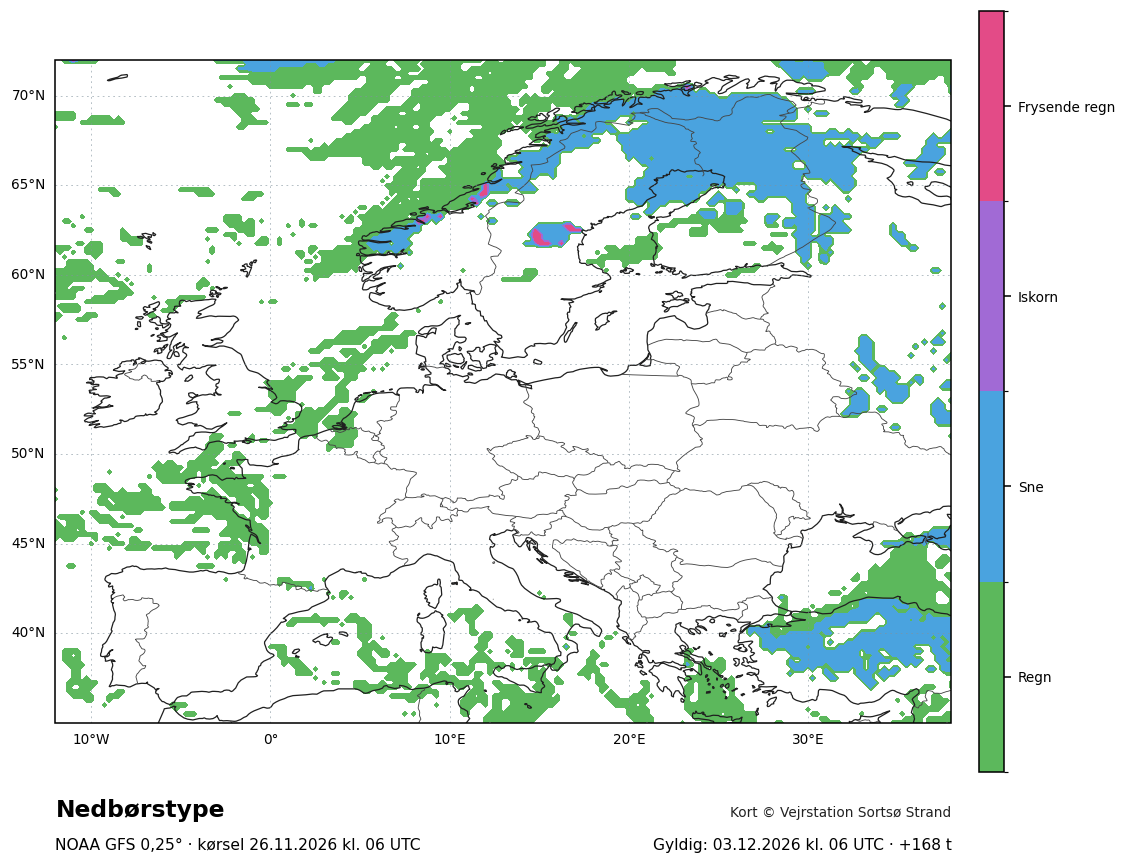 70°N
65°N
60°N
55°N
50°N
45°N
40°N
10°W 0° 10°E 20°E 30°E
Frysende regn
Iskorn
Sne
Regn
Nedbørstype
Kort © Vejrstation Sortsø Strand
NOAA GFS 0,25° · kørsel 26.11.2026 kl. 06 UTC
Gyldig: 03.12.2026 kl. 06 UTC · +168 t